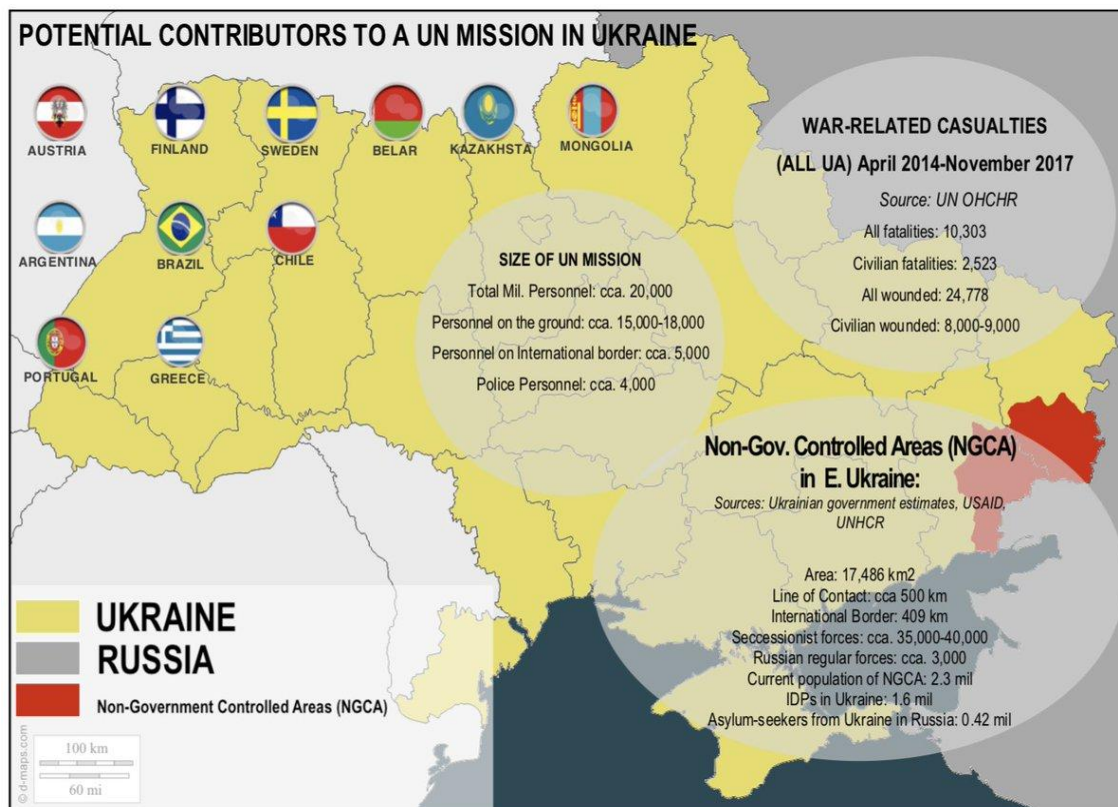 POTENTIAL CONTRIBUTORS TO A UN MISSION IN UKRAINE
AUSTRIA
FINLAND
SWEDEN
BELAR
KAZAKHSTA
MONGOLIA
ARGENTINA
BRAZIL
CHILE
PORTUGAL
GREECE
SIZE OF UN MISSION
Total Mil. Personnel: cca. 20,000
Personnel on the ground: cca. 15,000-18,000
Personnel on International border: cca. 5,000
Police Personnel: cca. 4,000
WAR-RELATED CASUALTIES
(ALL UA) April 2014-November 2017
Source: UN OHCHR
All fatalities: 10,303
Civilian fatalities: 2,523
All wounded: 24,778
Civilian wounded: 8,000-9,000
Non-Gov. Controlled Areas (NGCA)
in E. Ukraine:
Sources: Ukrainian government estimates, USAID,
UNHCR
Area: 17,486 km2
Line of Contact: cca 500 km
International Border: 409 km
Seccessionist forces: cca. 35,000-40,000
Russian regular forces: cca. 3,000
Current population of NGCA: 2.3 mil
IDPs in Ukraine: 1.6 mil
Asylum-seekers from Ukraine in Russia: 0.42 mil
UKRAINE
RUSSIA
Non-Government Controlled Areas (NGCA)
100 km
60 mi
© d-maps.com